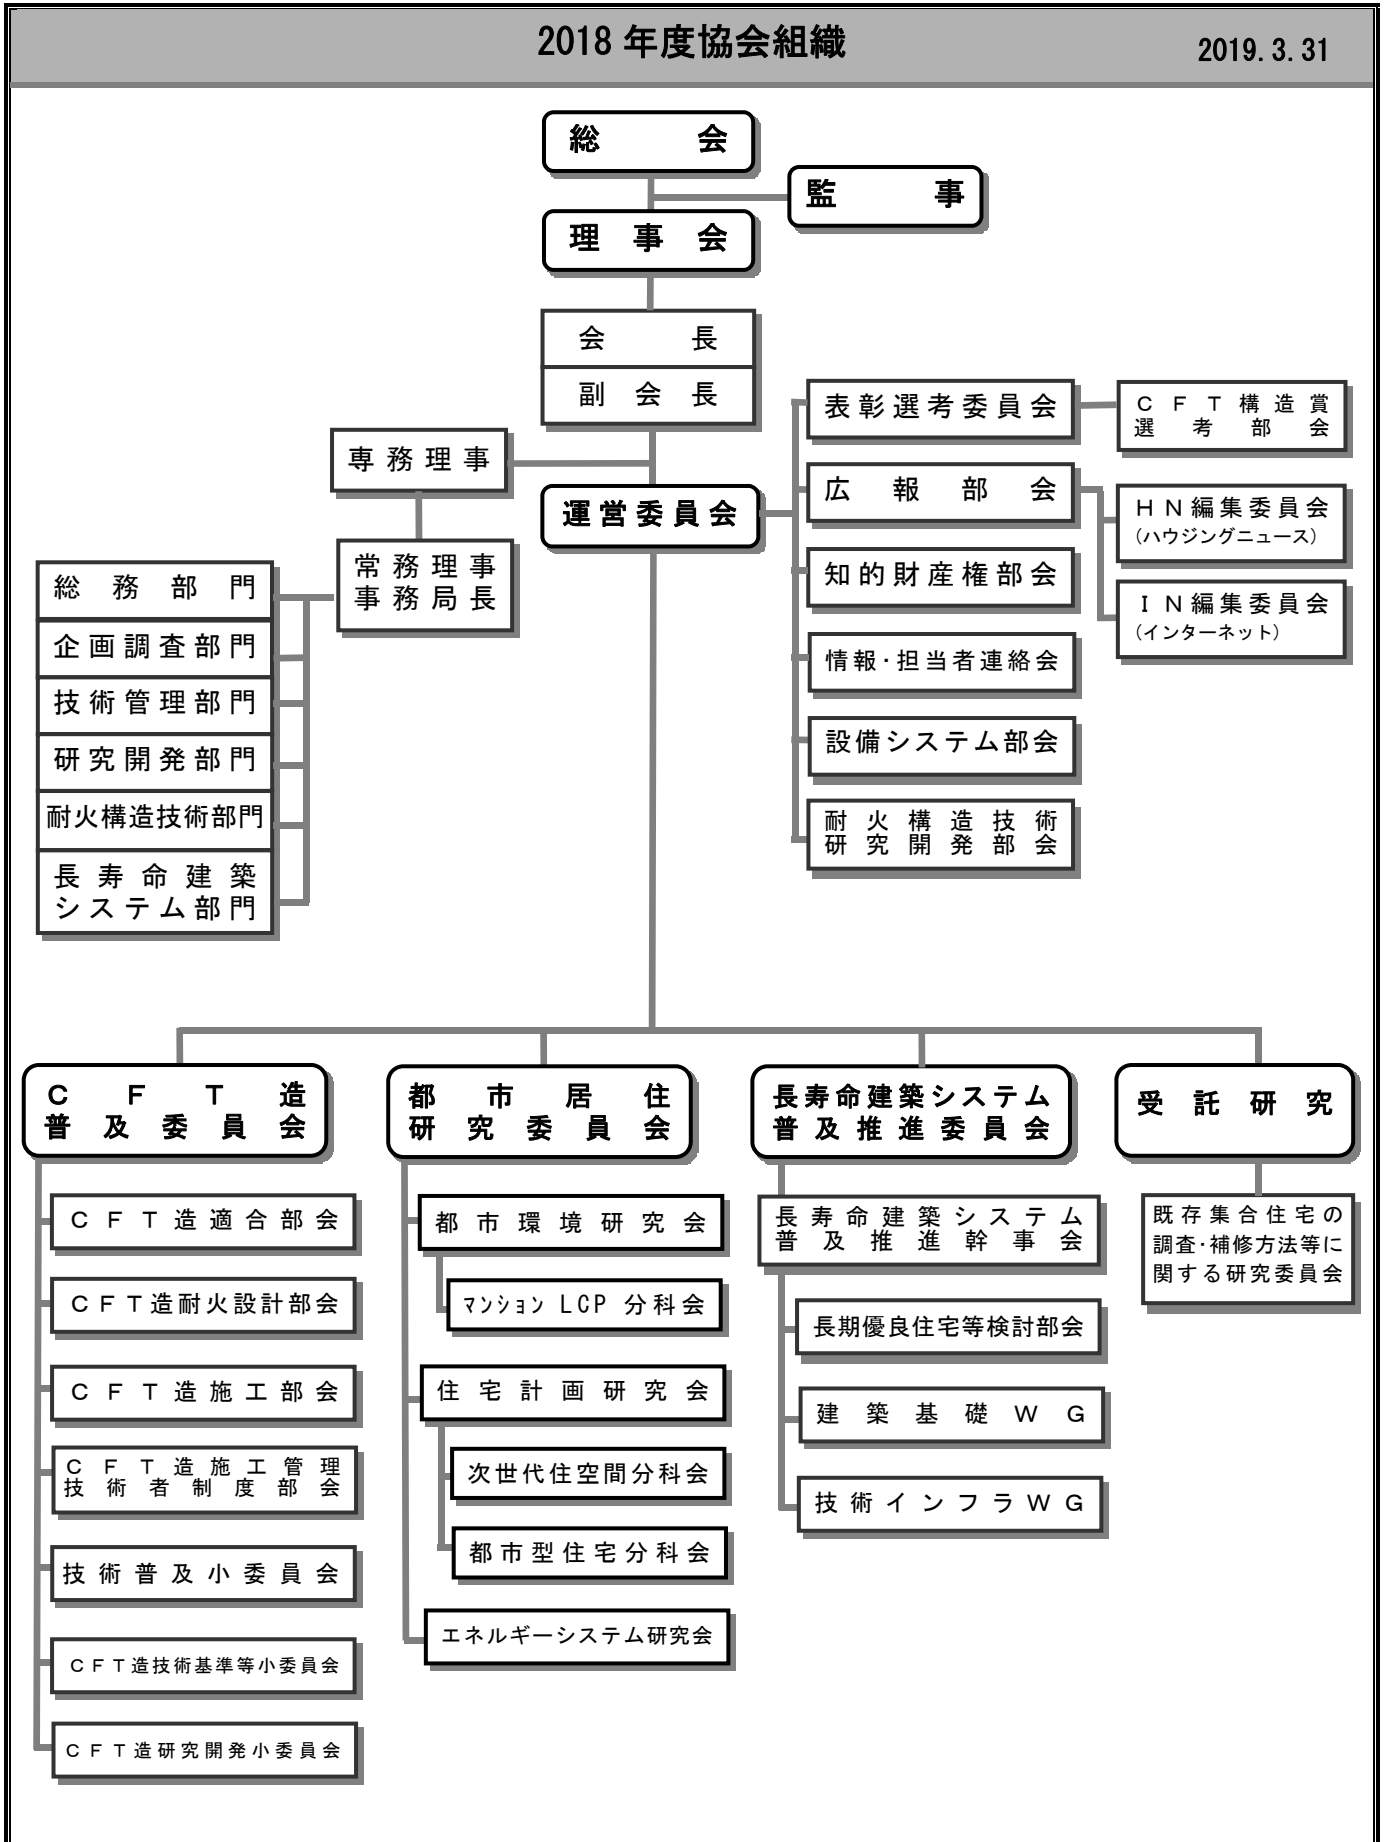 2018 年度協会組織
2019.3.31
総会
監事
理事会
会長
副会長
専務理事
運営委員会
常務理事
事務局長
総務部門
企画調査部門
技術管理部門
研究開発部門
耐火構造技術部門
長寿命建築
システム部門
表彰選考委員会
CFT構造賞
選考部会
広報部会
HN編集委員会
(ハウジングニュース)
IN編集委員会
(インターネット)
知的財産権部会
情報・担当者連絡会
設備システム部会
耐火構造技術
研究開発部会
CFT造
普及委員会
CFT造適合部会
CFT造耐火設計部会
CFT造施工部会
CFT造施工管理
技術者制度部会
技術普及小委員会
CFT造技術基準等小委員会
CFT造研究開発小委員会
都市居住
研究委員会
都市環境研究会
マンション LCP 分科会
住宅計画研究会
次世代住空間分科会
都市型住宅分科会
エネルギーシステム研究会
長寿命建築システム
普及推進委員会
長寿命建築システム
普及推進幹事会
長期優良住宅等検討部会
建築基礎WG
技術インフラWG
受託研究
既存集合住宅の
調査・補修方法等に
関する研究委員会